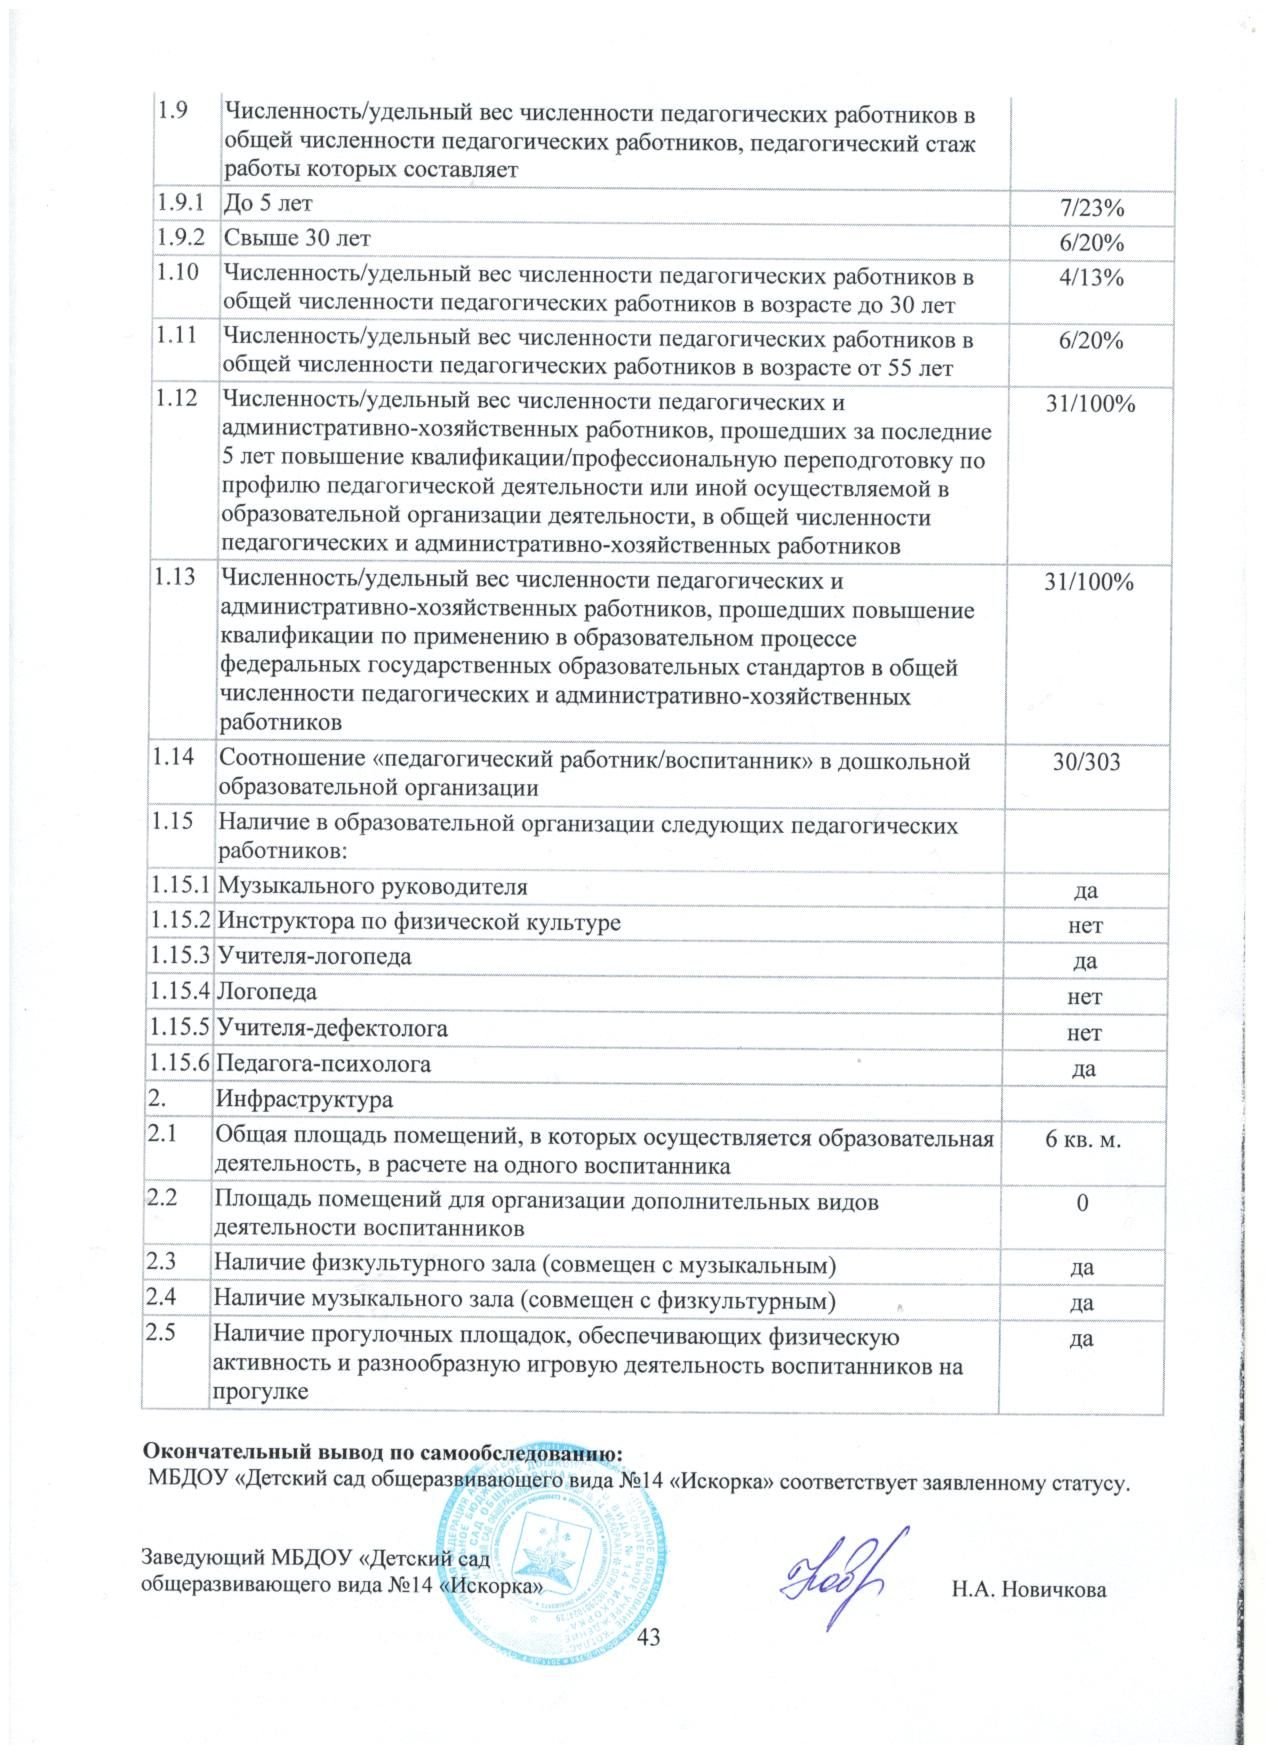 1.9 Численность/удельный вес численности педагогических работников в
общей численности педагогических работников, педагогический стаж
работы которых составляет
1.9.1 До 5 лет 7/23%
1.9.2 Свыше 30 лет 6/20%
1.10 Численность/удельный вес численности педагогических работников в 4/13%
общей численности педагогических работников в возрасте до 30 лет
1.11 Численность/удельный вес численности педагогических работников в 6/20%
общей численности педагогических работников в возрасте от 55 лет
1.12 Численность/удельный вес численности педагогических и 31/100%
административно-хозяйственных работников, прошедших за последние
5 лет повышение квалификации/профессиональную переподготовку по
профилю педагогической деятельности или иной осуществляемой в
образовательной организации деятельности, в общей численности
педагогических и административно-хозяйственных работников
1.13 Численность/удельный вес численности педагогических и 31/100%
административно-хозяйственных работников, прошедших повышение
квалификации по применению в образовательном процессе
федеральных государственных образовательных стандартов в общей
численности педагогических и административно-хозяйственных
работников
1.14 Соотношение «педагогический работник/воспитанник» в дошкольной 30/303
образовательной организации
1.15 Наличие в образовательной организации следующих педагогических
работников:
1.15.1 Музыкального руководителя да
1.15.2 Инструктора по физической культуре нет
1.15.3 Учителя-логопеда да
1.15.4 Логопеда нет
1.15.5 Учителя-дефектолога нет
1.15.6 Педагога-психолога да
2. Инфраструктура
2.1 Общая площадь помещений, в которых осуществляется образовательная 6 кв. м.
деятельность, в расчете на одного воспитанника
2.2 Площадь помещений для организации дополнительных видов 0
деятельности воспитанников
2.3 Наличие физкультурного зала (совмещен с музыкальным) да
2.4 Наличие музыкального зала (совмещен с физкультурным) да
2.5 Наличие прогулочных площадок, обеспечивающих физическую да
активность и разнообразную игровую деятельность воспитанников на
прогулке
Окончательный вывод по самообследованию:
МБДОУ «Детский сад общеразвивающего вида №14 «Искорка» соответствует заявленному статусу.
Заведующий МБДОУ «Детский сад
общеразвивающего вида №14 «Искорка» Н.А. Новичкова
43